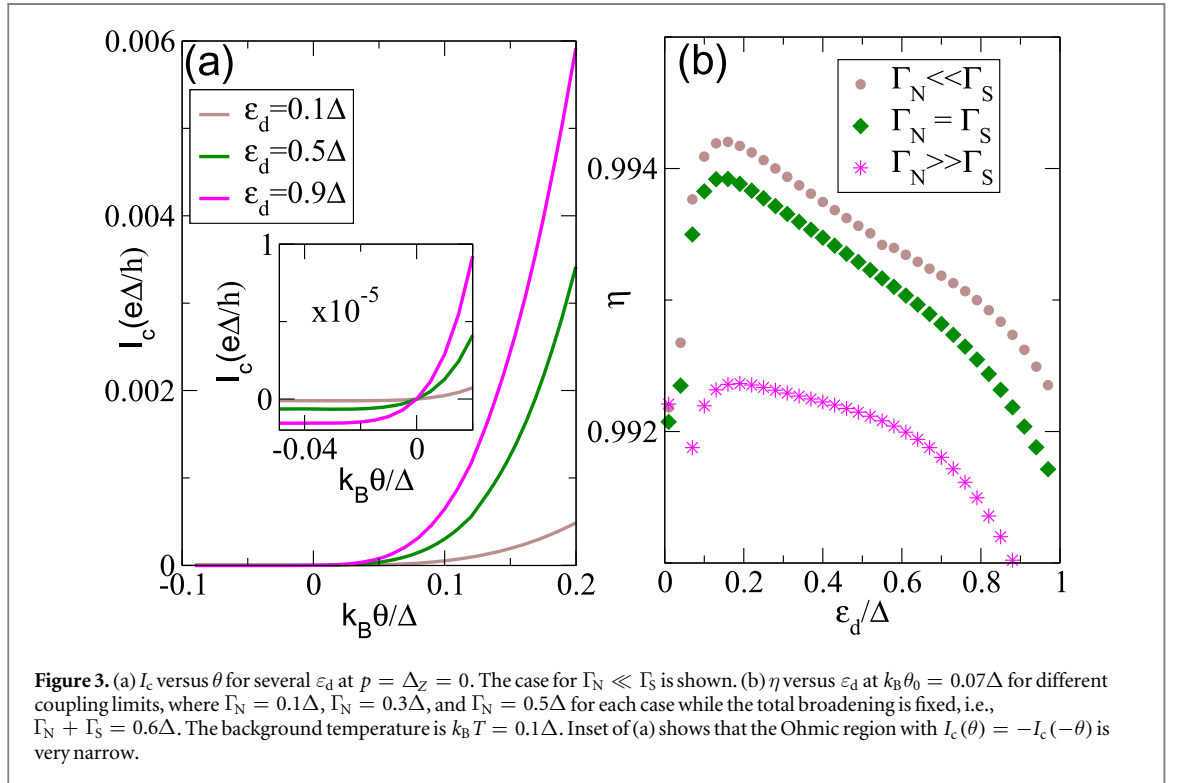 0.006
(a)
ε_d=0.1Δ
ε_d=0.5Δ
ε_d=0.9Δ
0.004
0.002
0
I_c(eΔ/h)
1
x10^-5
0
I_c(eΔ/h)
-0.04
0
k_Bθ/Δ
-0.1
0
0.1
0.2
k_Bθ/Δ
(b)
Γ_N<<Γ_S
Γ_N = Γ_S
Γ_N>>Γ_S
0.994
η
0.992
0
0.2
0.4
0.6
0.8
1
ε_d/Δ
Figure 3. (a) I_c versus θ for several ε_d at p = Δ_Z = 0. The case for Γ_N ≪ Γ_S is shown. (b) η versus ε_d at k_Bθ_0 = 0.07Δ for different
coupling limits, where Γ_N = 0.1Δ, Γ_N = 0.3Δ, and Γ_N = 0.5Δ for each case while the total broadening is fixed, i.e.,
Γ_N + Γ_S = 0.6Δ. The background temperature is k_B T = 0.1Δ. Inset of (a) shows that the Ohmic region with I_c (θ) = −I_c (−θ) is
very narrow.